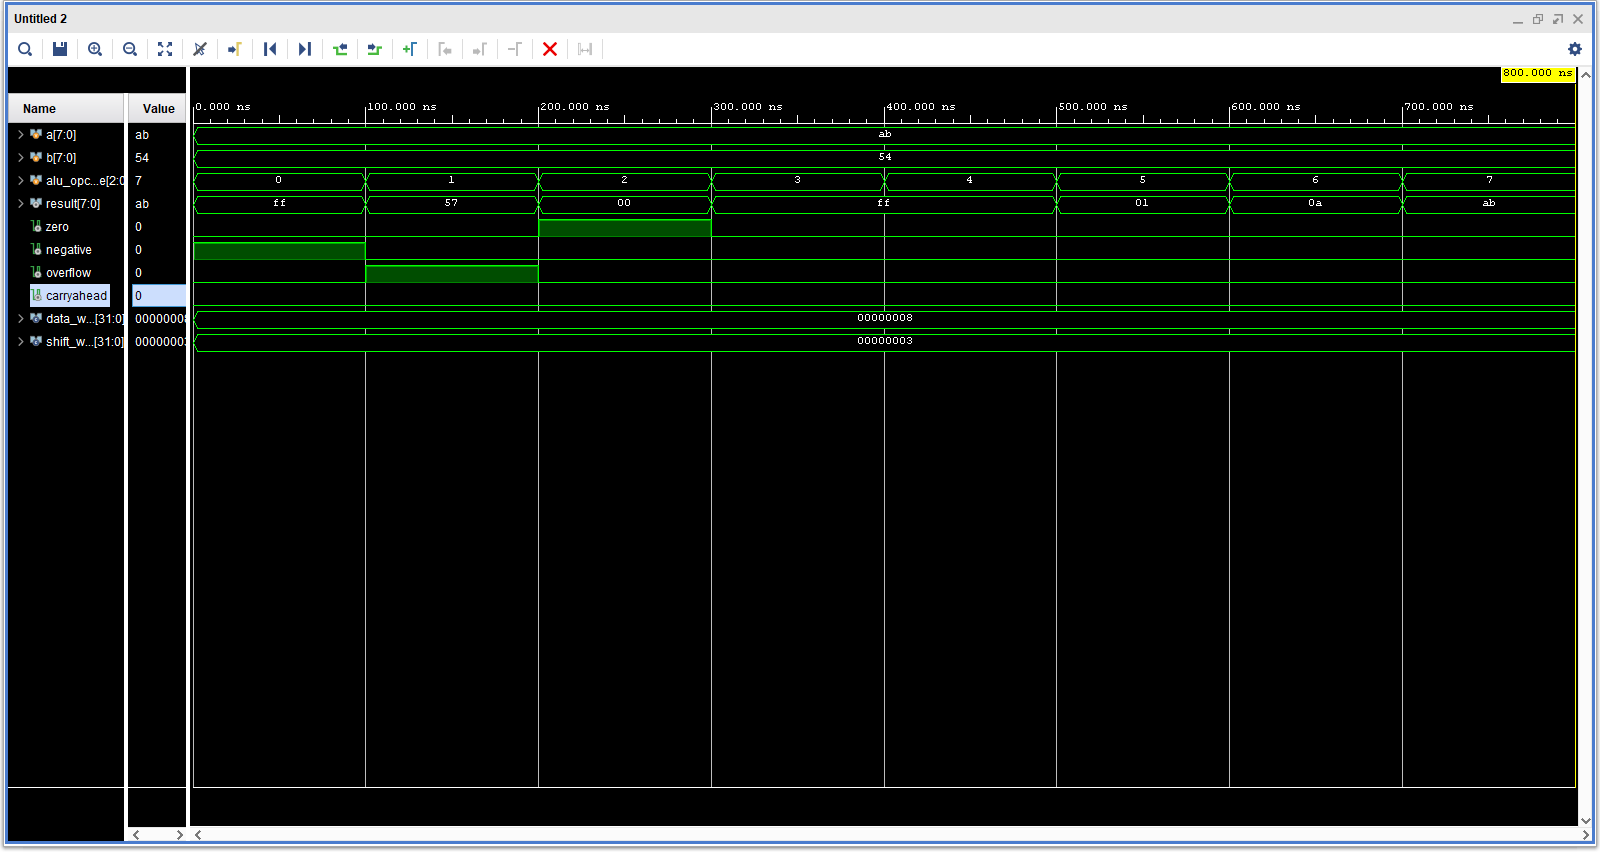 Untitled 2
800.000 ns
Name Value
0.000 ns 100.000 ns 200.000 ns 300.000 ns 400.000 ns 500.000 ns 600.000 ns 700.000 ns
a[7:0] ab ab
b[7:0] 54 54
alu_opc...e[2:0 7 0 1 2 3 4 5 6 7
result[7:0] ab ff 57 00 ff 01 0a ab
zero 0
negative 0
overflow 0
carryahead 0
data_w...[31:0] 00000008 00000008
shift_w...[31:0] 00000003 00000003